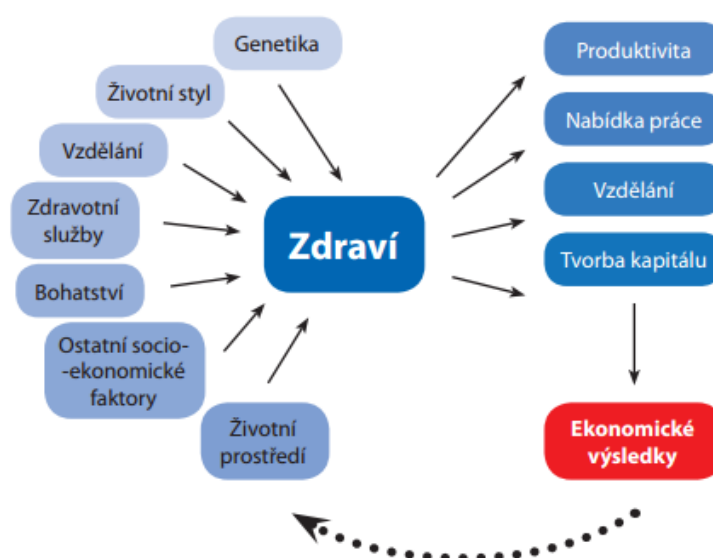 Genetika
Životní styl
Vzdělání
Zdravotní
služby
Bohatství
Ostatní socio-
-ekonomické
faktory
Životní
prostředí
Zdraví
Produktivita
Nabídka práce
Vzdělání
Tvorba kapitálu
Ekonomické
výsledky